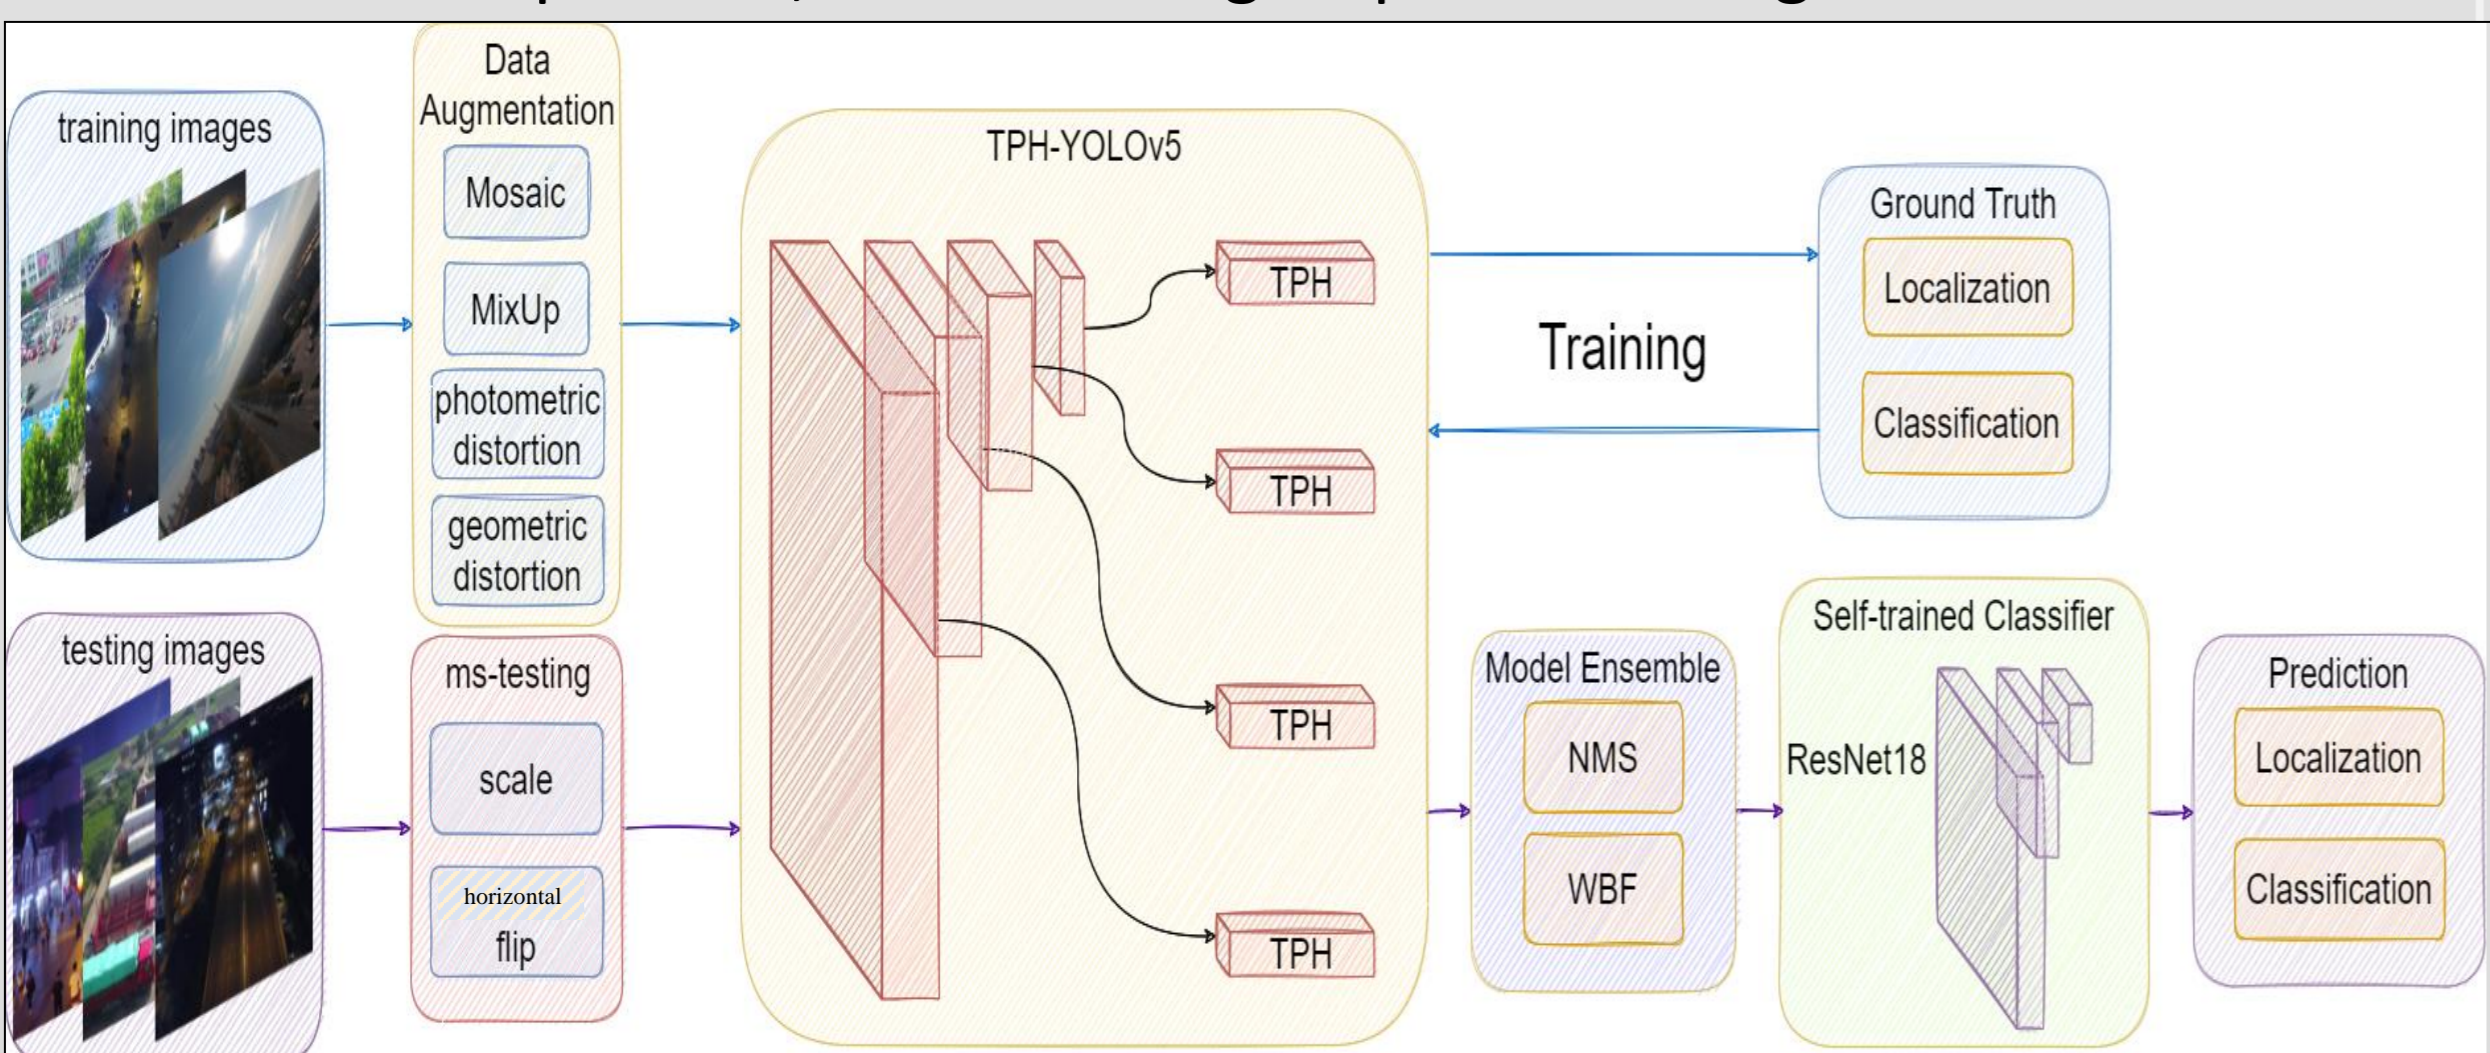 training images
Data
Augmentation
Mosaic
MixUp
photometric
distortion
geometric
distortion
testing images
ms-testing
scale
horizontal
flip
TPH-YOLOv5
TPH
TPH
TPH
TPH
Training
Ground Truth
Localization
Classification
Model Ensemble
NMS
WBF
Self-trained Classifier
ResNet18
Prediction
Localization
Classification